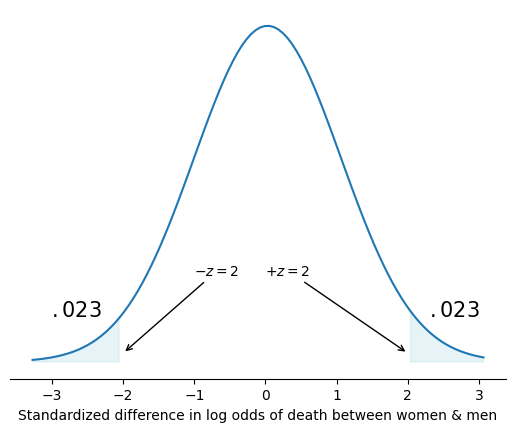 −z = 2 +z = 2
.023 .023
−3 −2 −1 0 1 2 3
Standardized difference in log odds of death between women & men